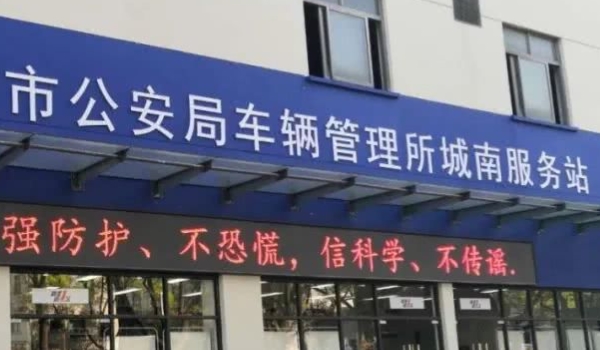 市公安局车辆管理所城南服务站
强防护、不恐慌，信科学、不传谣.